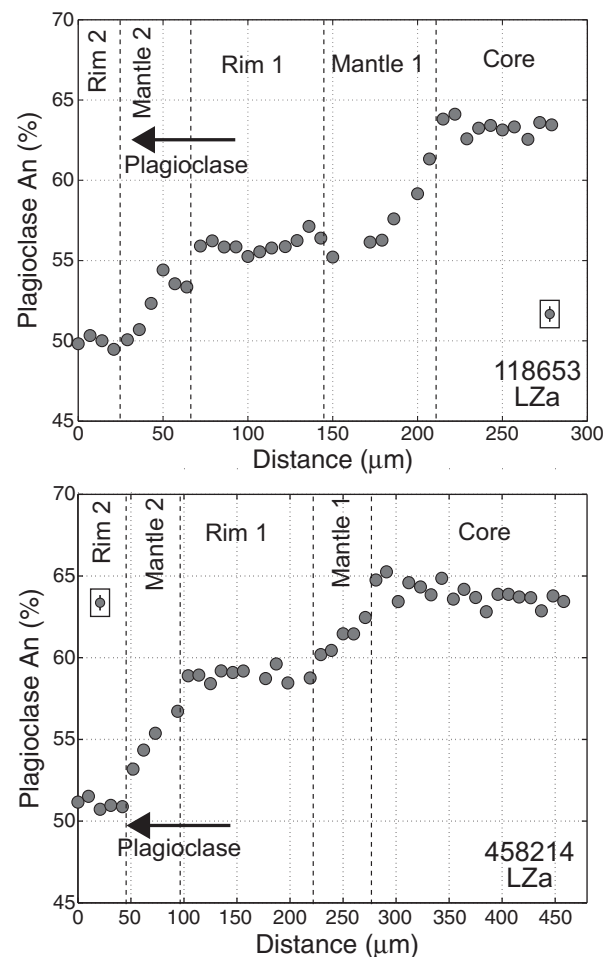 Rim 2
Mantle 2
Rim 1
Mantle 1
Core
Plagioclase
Plagioclase An (%)
70
65
60
55
50
45
118653
LZa
0
50
100
150
200
250
300
Distance (μm)
Rim 2
Mantle 2
Rim 1
Mantle 1
Core
Plagioclase
Plagioclase An (%)
70
65
60
55
50
45
458214
LZa
0
50
100
150
200
250
300
350
400
450
Distance (μm)